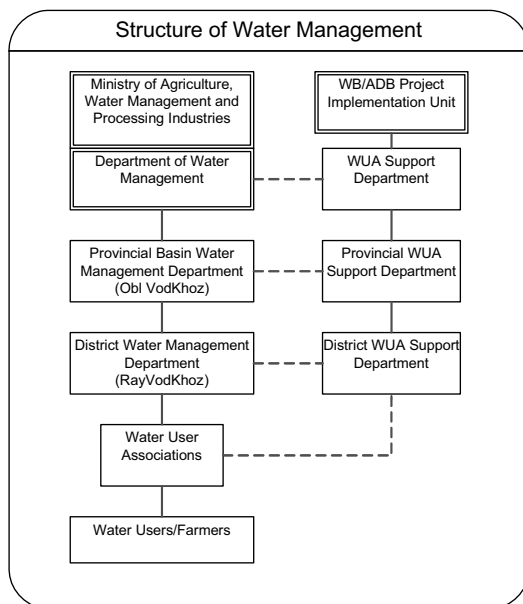 Structure of Water Management
Ministry of Agriculture,
Water Management and
Processing Industries
WB/ADB Project
Implementation Unit
Department of Water
Management
WUA Support
Department
Provincial Basin Water
Management Department
(Obl VodKhoz)
Provincial WUA
Support Department
District Water Management
Department
(RayVodKhoz)
District WUA Support
Department
Water User
Associations
Water Users/Farmers